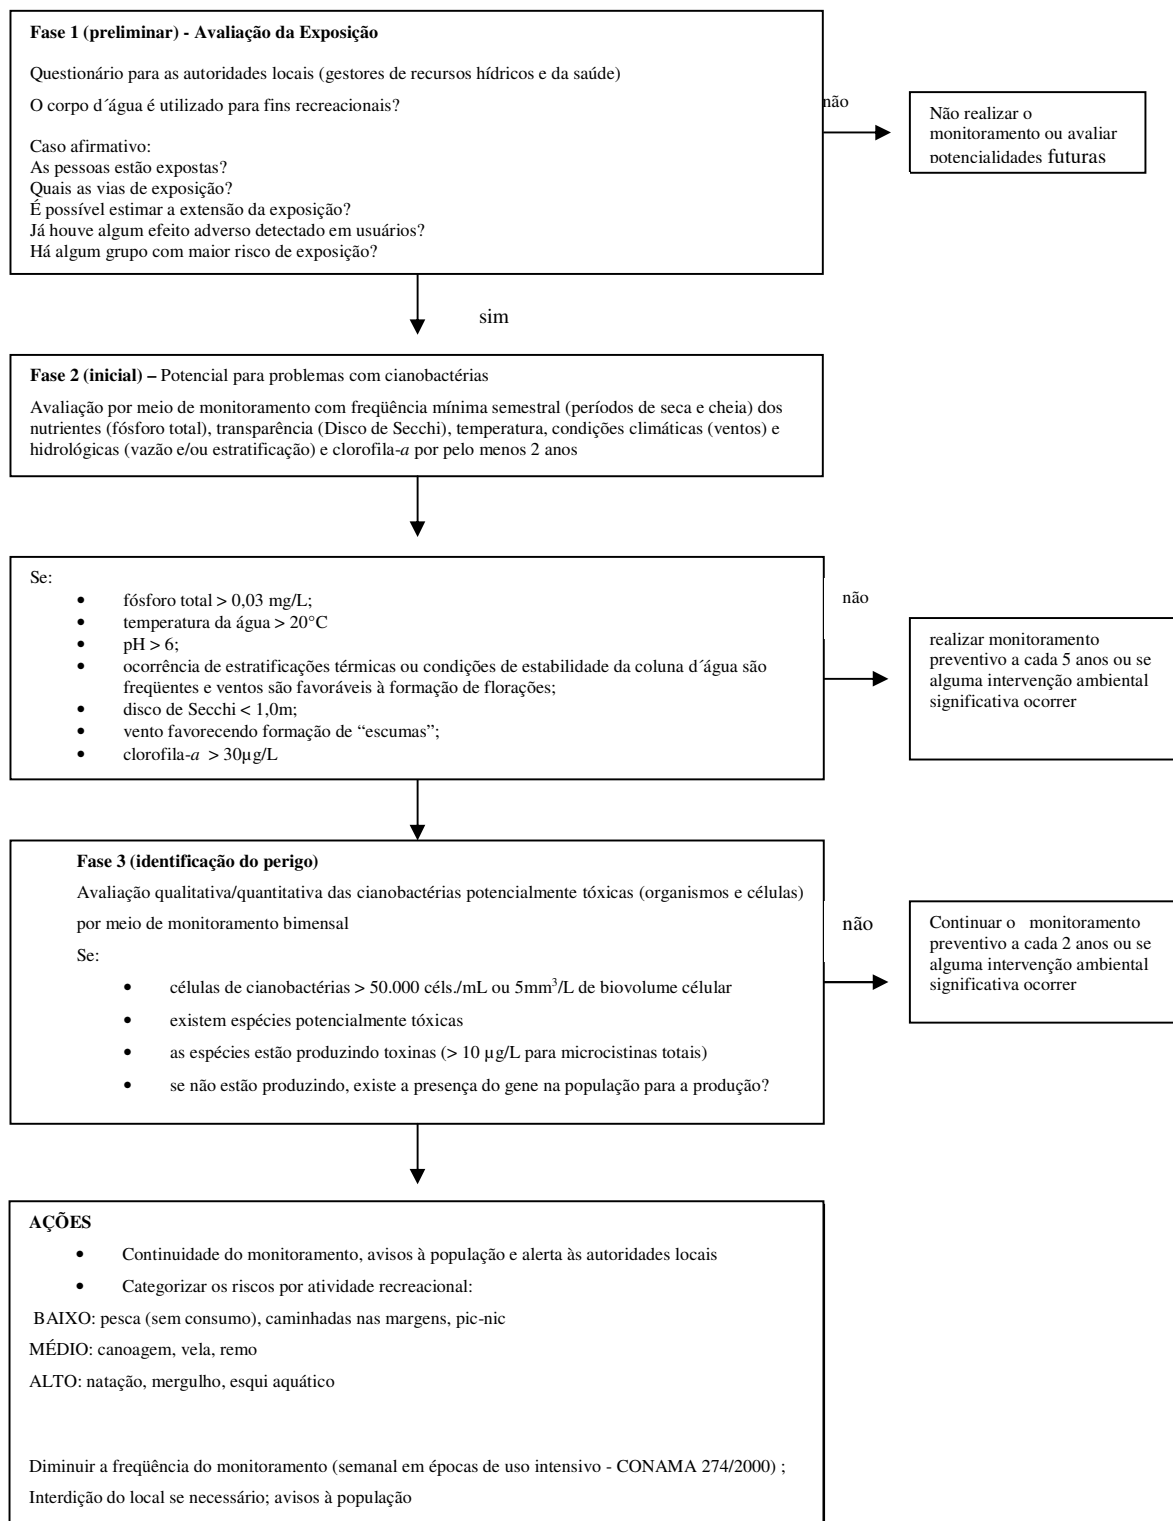 Fase 1 (preliminar) - Avaliação da Exposição
Questionário para as autoridades locais (gestores de recursos hídricos e da saúde)
O corpo d´água é utilizado para fins recreacionais?
Caso afirmativo:
As pessoas estão expostas?
Quais as vias de exposição?
É possível estimar a extensão da exposição?
Já houve algum efeito adverso detectado em usuários?
Há algum grupo com maior risco de exposição?
não
Não realizar o
monitoramento ou avaliar
potencialidades futuras
sim
Fase 2 (inicial) – Potencial para problemas com cianobactérias
Avaliação por meio de monitoramento com freqüência mínima semestral (períodos de seca e cheia) dos
nutrientes (fósforo total), transparência (Disco de Secchi), temperatura, condições climáticas (ventos) e
hidrológicas (vazão e/ou estratificação) e clorofila-a por pelo menos 2 anos
Se:
• fósforo total > 0,03 mg/L;
• temperatura da água > 20°C
• pH > 6;
• ocorrência de estratificações térmicas ou condições de estabilidade da coluna d´água são
freqüentes e ventos são favoráveis à formação de florações;
• disco de Secchi < 1,0m;
• vento favorecendo formação de “escumas”;
• clorofila-a > 30µg/L
não
realizar monitoramento
preventivo a cada 5 anos ou se
alguma intervenção ambiental
significativa ocorrer
Fase 3 (identificação do perigo)
Avaliação qualitativa/quantitativa das cianobactérias potencialmente tóxicas (organismos e células)
por meio de monitoramento bimensal
Se:
• células de cianobactérias > 50.000 céls./mL ou 5mm³/L de biovolume célular
• existem espécies potencialmente tóxicas
• as espécies estão produzindo toxinas (> 10 µg/L para microcistinas totais)
• se não estão produzindo, existe a presença do gene na população para a produção?
não
Continuar o monitoramento
preventivo a cada 2 anos ou se
alguma intervenção ambiental
significativa ocorrer
AÇÕES
• Continuidade do monitoramento, avisos à população e alerta às autoridades locais
• Categorizar os riscos por atividade recreacional:
BAIXO: pesca (sem consumo), caminhadas nas margens, pic-nic
MÉDIO: canoagem, vela, remo
ALTO: natação, mergulho, esqui aquático
Diminuir a freqüência do monitoramento (semanal em épocas de uso intensivo - CONAMA 274/2000) ;
Interdição do local se necessário; avisos à população